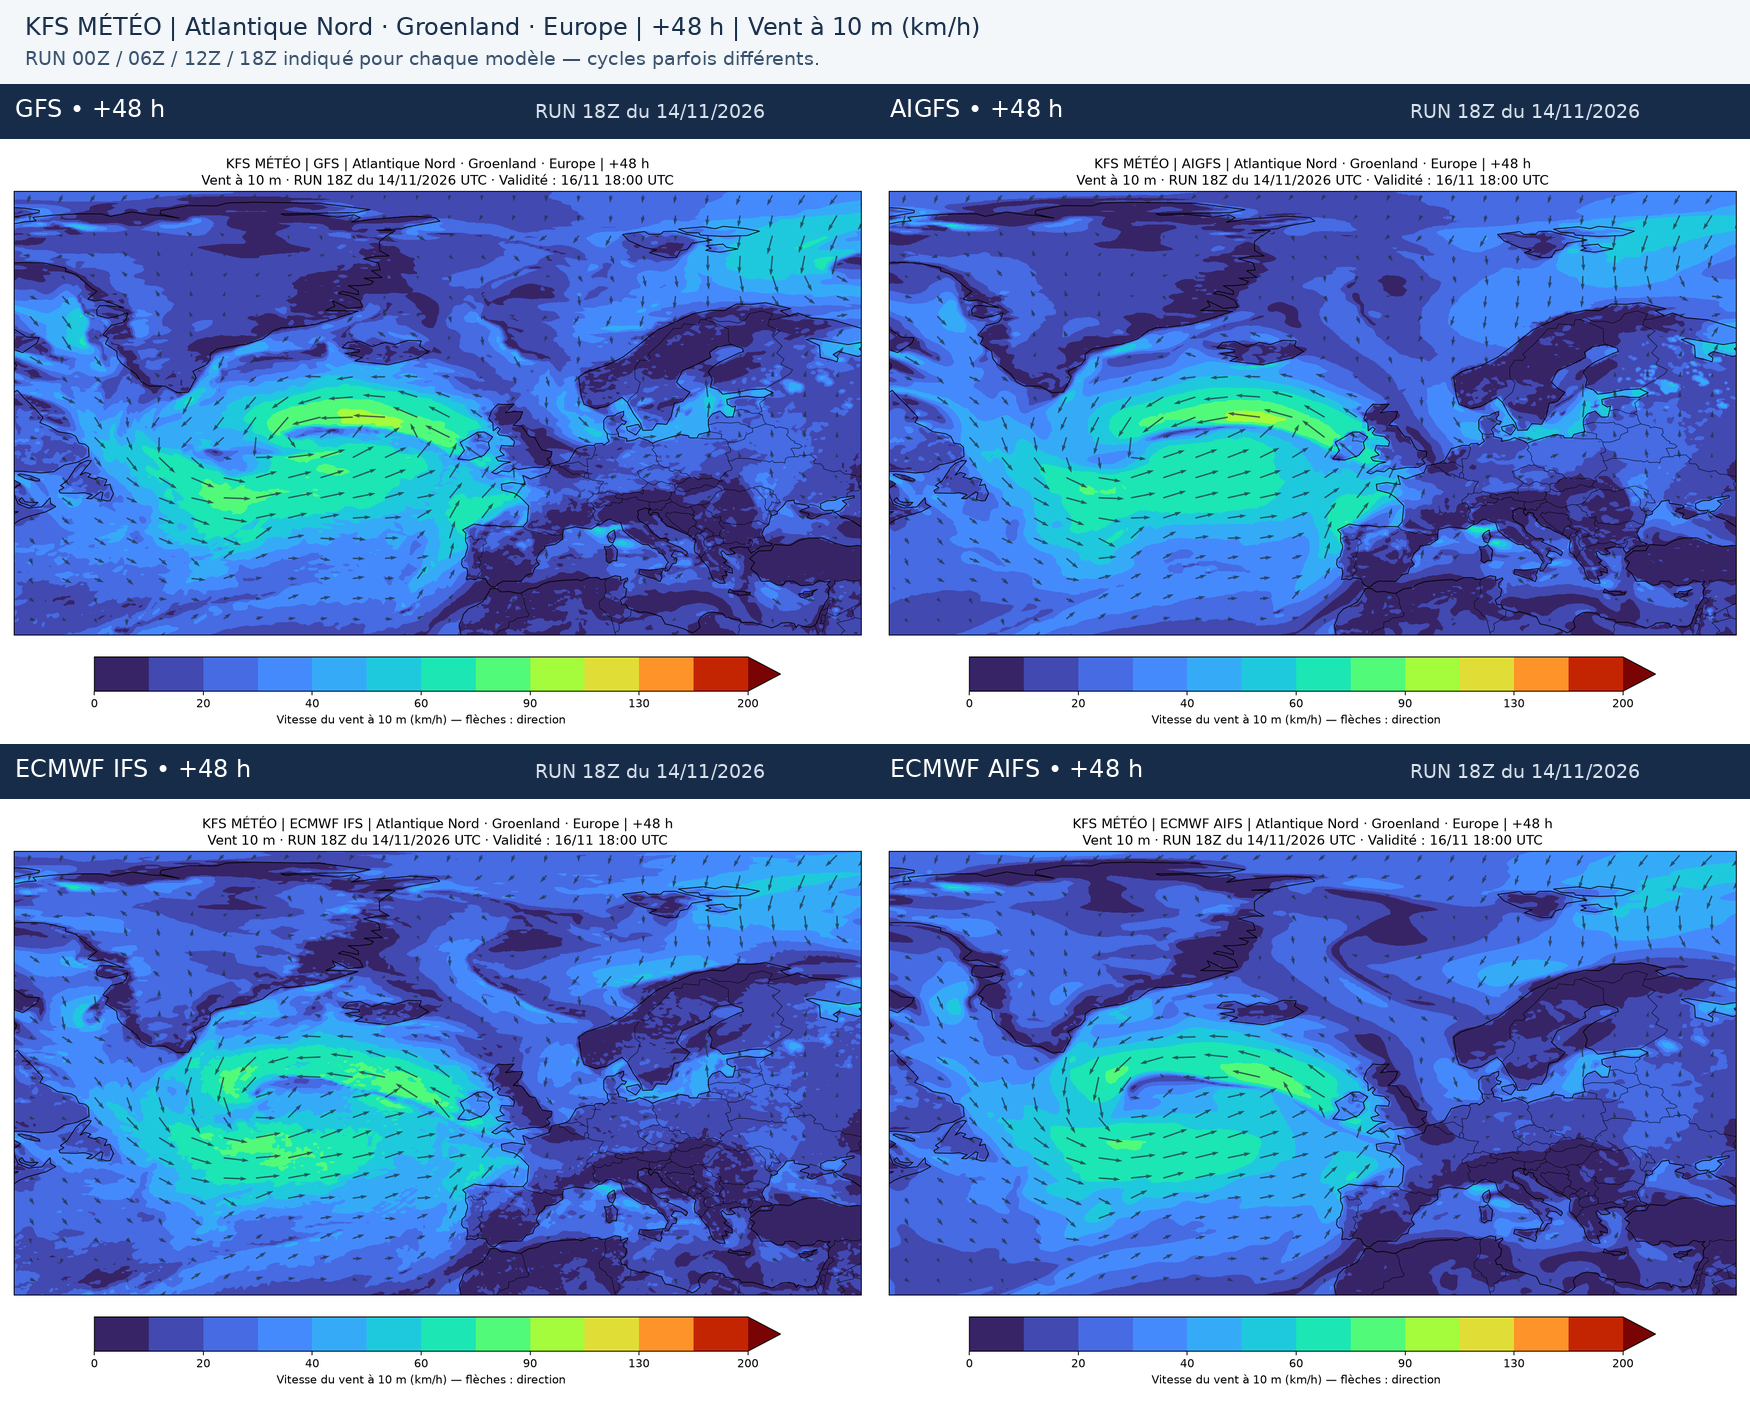 KFS MÉTÉO | Atlantique Nord · Groenland · Europe | +48 h | Vent à 10 m (km/h)
RUN 00Z / 06Z / 12Z / 18Z indiqué pour chaque modèle — cycles parfois différents.
GFS • +48 h
RUN 18Z du 14/11/2026
KFS MÉTÉO | GFS | Atlantique Nord · Groenland · Europe | +48 h
Vent à 10 m · RUN 18Z du 14/11/2026 UTC · Validité : 16/11 18:00 UTC
0 20 40 60 90 130 200
Vitesse du vent à 10 m (km/h) — flèches : direction
AIGFS • +48 h
RUN 18Z du 14/11/2026
KFS MÉTÉO | AIGFS | Atlantique Nord · Groenland · Europe | +48 h
Vent à 10 m · RUN 18Z du 14/11/2026 UTC · Validité : 16/11 18:00 UTC
0 20 40 60 90 130 200
Vitesse du vent à 10 m (km/h) — flèches : direction
ECMWF IFS • +48 h
RUN 18Z du 14/11/2026
KFS MÉTÉO | ECMWF IFS | Atlantique Nord · Groenland · Europe | +48 h
Vent 10 m · RUN 18Z du 14/11/2026 UTC · Validité : 16/11 18:00 UTC
0 20 40 60 90 130 200
Vitesse du vent à 10 m (km/h) — flèches : direction
ECMWF AIFS • +48 h
RUN 18Z du 14/11/2026
KFS MÉTÉO | ECMWF AIFS | Atlantique Nord · Groenland · Europe | +48 h
Vent 10 m · RUN 18Z du 14/11/2026 UTC · Validité : 16/11 18:00 UTC
0 20 40 60 90 130 200
Vitesse du vent à 10 m (km/h) — flèches : direction